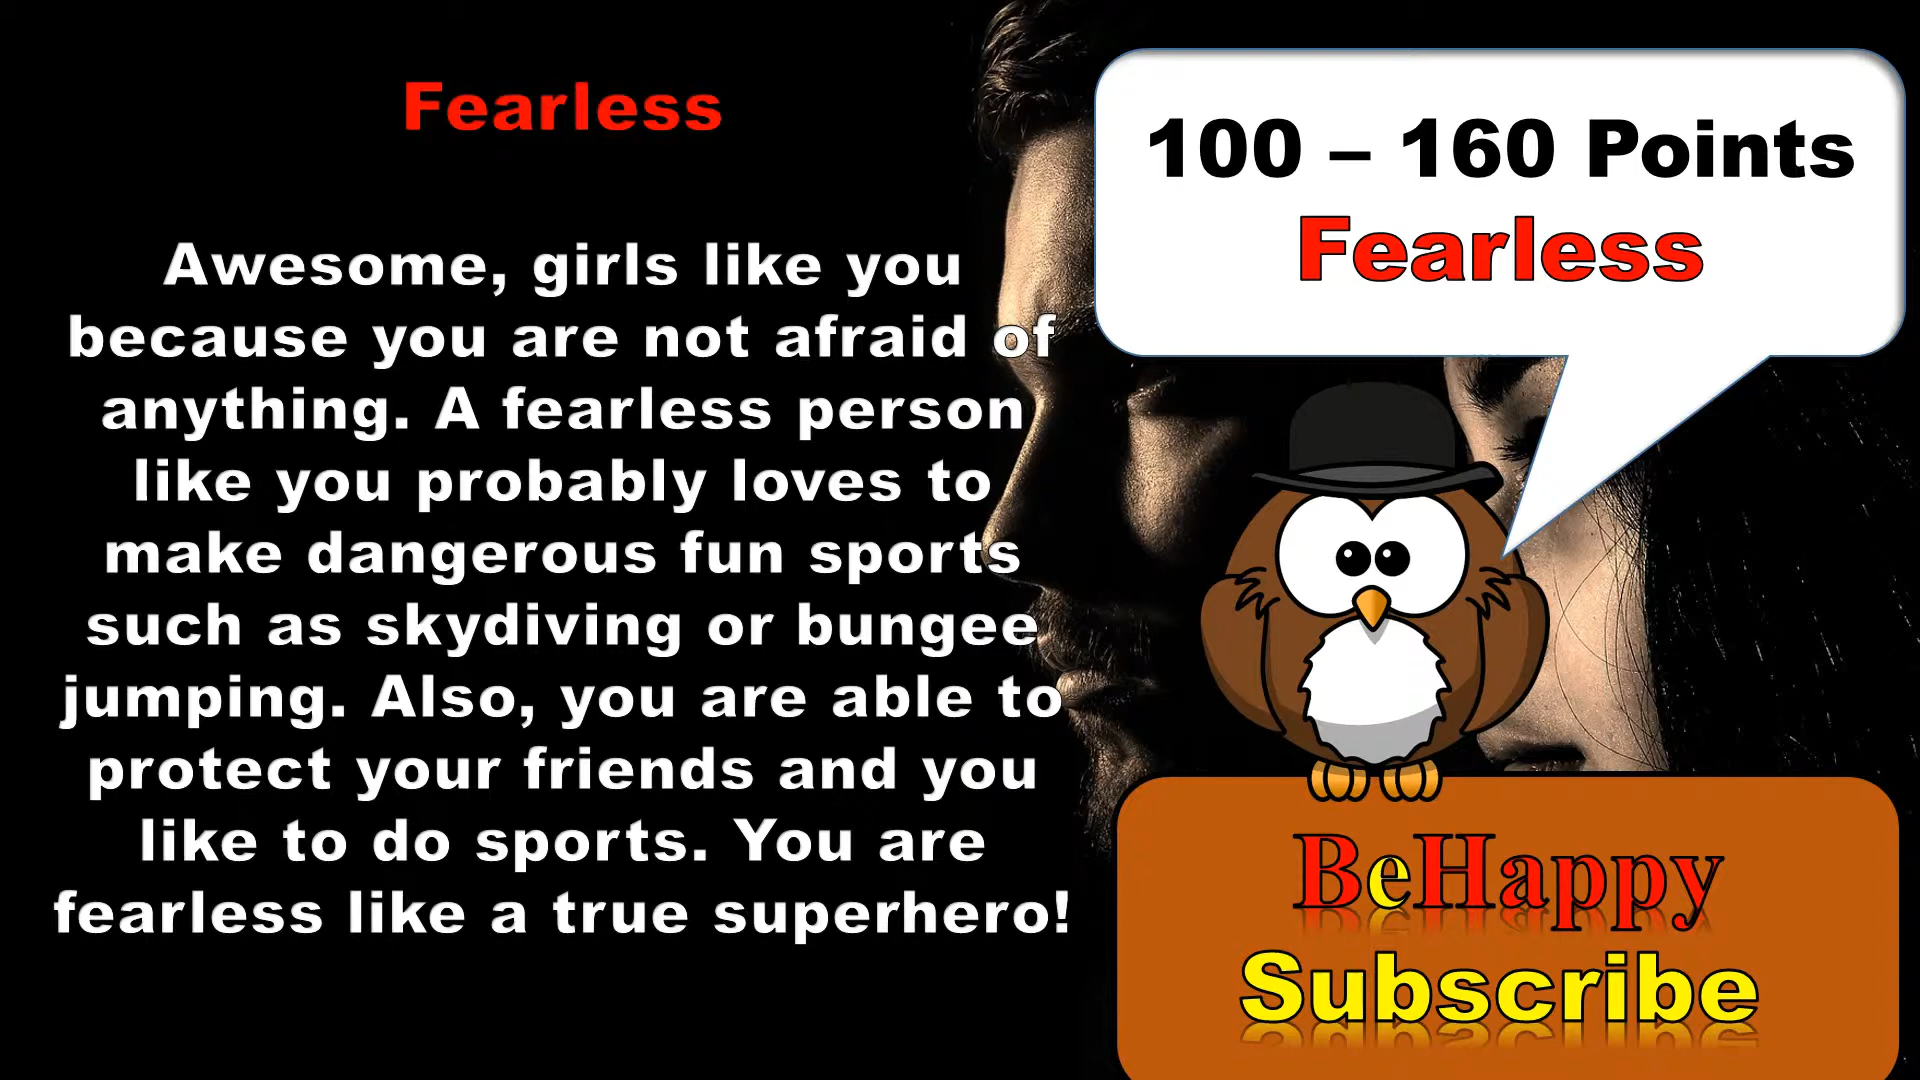 Fearless
Awesome, girls like you
because you are not afraid of
anything. A fearless person
like you probably loves to
make dangerous fun sports
such as skydiving or bungee
jumping. Also, you are able to
protect your friends and you
like to do sports. You are
fearless like a true superhero!
100 – 160 Points
Fearless
BeHappy
Subscribe